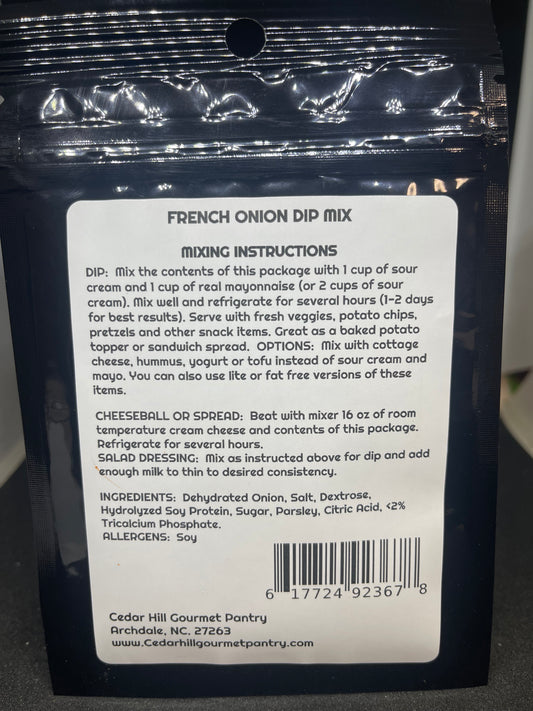 FRENCH ONION DIP MIX
MIXING INSTRUCTIONS
DIP: Mix the contents of this package with 1 cup of sour
cream and 1 cup of real mayonnaise (or 2 cups of sour
cream). Mix well and refrigerate for several hours (1-2 days
for best results). Serve with fresh veggies, potato chips,
pretzels and other snack items. Great as a baked potato
topper or sandwich spread. OPTIONS: Mix with cottage
cheese, hummus, yogurt or tofu instead of sour cream and
mayo. You can also use lite or fat free versions of these
items.
CHEESEBALL OR SPREAD: Beat with mixer 16 oz of room
temperature cream cheese and contents of this package.
Refrigerate for several hours.
SALAD DRESSING: Mix as instructed above for dip and add
enough milk to thin to desired consistency.
INGREDIENTS: Dehydrated Onion, Salt, Dextrose,
Hydrolyzed Soy Protein, Sugar, Parsley, Citric Acid, <2%
Tricalcium Phosphate.
ALLERGENS: Soy
6 17724 92367 8
Cedar Hill Gourmet Pantry
Archdale, NC. 27263
www.Cedarhillgourmetpantry.com